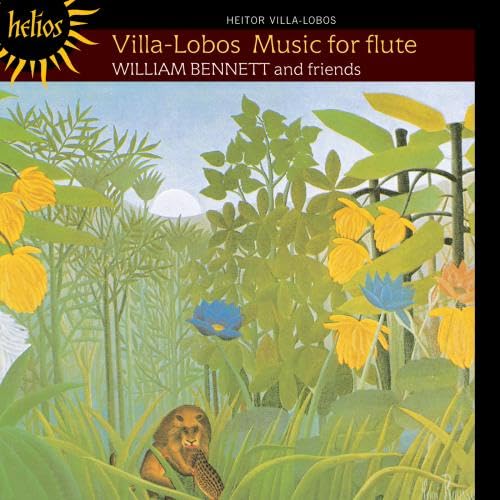 HEITOR VILLA-LOBOS
helios
Villa-Lobos Music for flute
WILLIAM BENNETT and friends